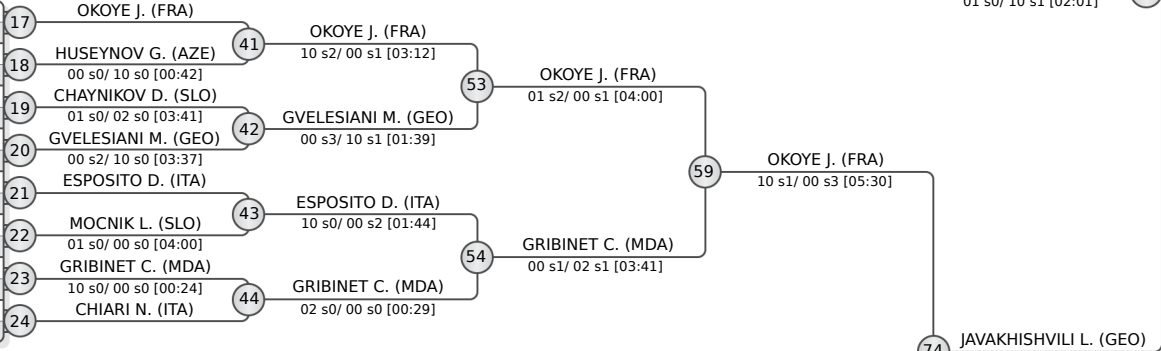 01 s0/ 10 s1 [02:01]
17
OKOYE J. (FRA)
41
OKOYE J. (FRA)
10 s2/ 00 s1 [03:12]
18
HUSEYNOV G. (AZE)
00 s0/ 10 s0 [00:42]
53
OKOYE J. (FRA)
01 s2/ 00 s1 [04:00]
19
CHAYNIKOV D. (SLO)
01 s0/ 02 s0 [03:41]
42
GVELESIANI M. (GEO)
00 s3/ 10 s1 [01:39]
20
GVELESIANI M. (GEO)
00 s2/ 10 s0 [03:37]
59
OKOYE J. (FRA)
10 s1/ 00 s3 [05:30]
21
ESPOSITO D. (ITA)
43
ESPOSITO D. (ITA)
10 s0/ 00 s2 [01:44]
22
MOCNIK L. (SLO)
01 s0/ 00 s0 [04:00]
54
GRIBINET C. (MDA)
00 s1/ 02 s1 [03:41]
23
GRIBINET C. (MDA)
10 s0/ 00 s0 [00:24]
44
GRIBINET C. (MDA)
02 s0/ 00 s0 [00:29]
24
CHIARI N. (ITA)
74
JAVAKHISHVILI L. (GEO)